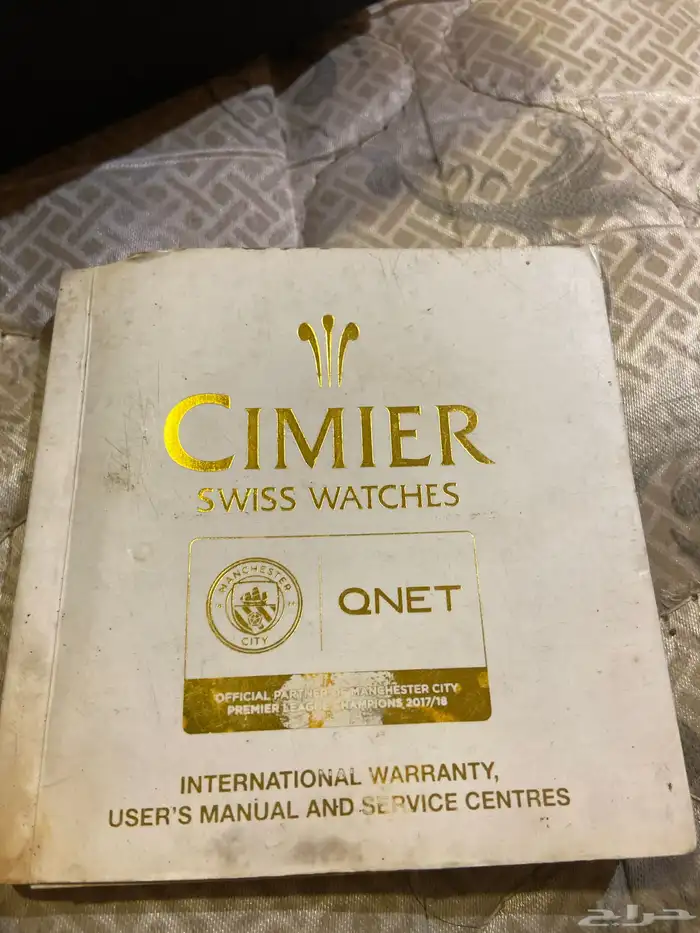 CIMIER
SWISS WATCHES
MANCHESTER
CITY
QNET
OFFICIAL PARTNER OF MANCHESTER CITY
PREMIER LEAGUE CHAMPIONS 2017/18
INTERNATIONAL WARRANTY,
USER'S MANUAL AND SERVICE CENTRES
حراج